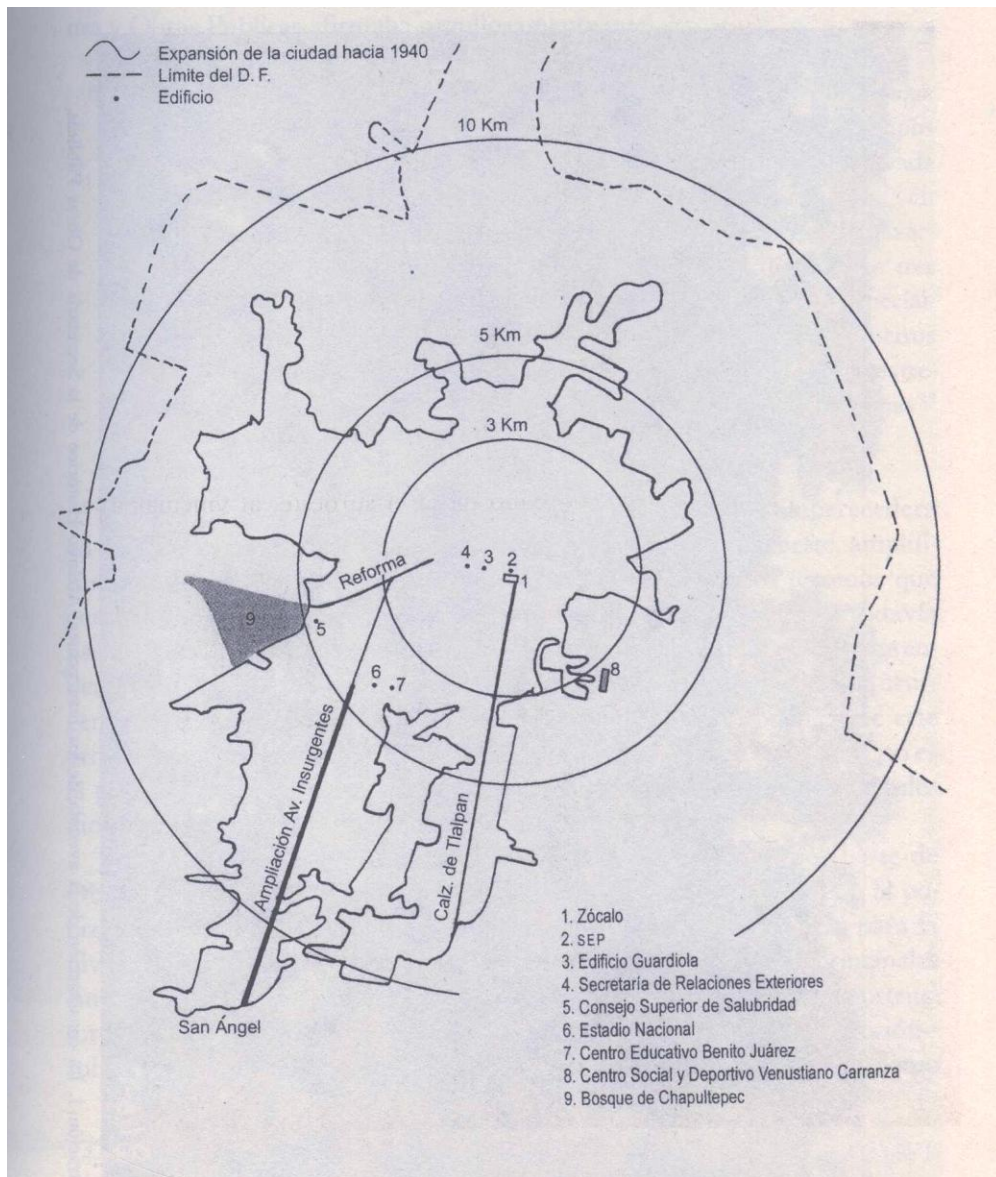 Expansión de la ciudad hacia 1940
Limite del D. F.
Edificio
10 Km
5 Km
3 Km
Reforma
4
3
2
1
9
5
8
6
7
Ampliación Av. Insurgentes
Calz. de Tlalpan
San Ángel
1. Zócalo
2. SEP
3. Edificio Guardiola
4. Secretaría de Relaciones Exteriores
5. Consejo Superior de Salubridad
6. Estadio Nacional
7. Centro Educativo Benito Juárez
8. Centro Social y Deportivo Venustiano Carranza
9. Bosque de Chapultepec